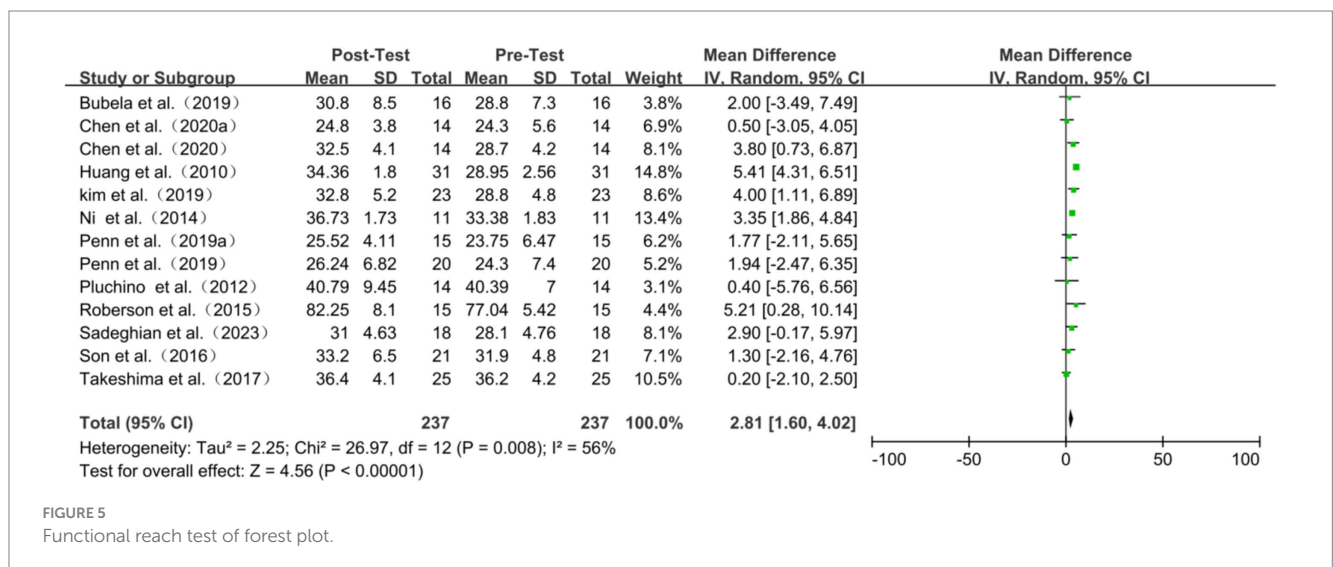 Post-Test Pre-Test Mean Difference Mean Difference
Study or Subgroup Mean SD Total Mean SD Total Weight IV, Random, 95% CI IV, Random, 95% CI
Bubela et al.（2019） 30.8 8.5 16 28.8 7.3 16 3.8% 2.00 [-3.49, 7.49]
Chen et al.（2020a） 24.8 3.8 14 24.3 5.6 14 6.9% 0.50 [-3.05, 4.05]
Chen et al.（2020） 32.5 4.1 14 28.7 4.2 14 8.1% 3.80 [0.73, 6.87]
Huang et al.（2010） 34.36 1.8 31 28.95 2.56 31 14.8% 5.41 [4.31, 6.51]
kim et al.（2019） 32.8 5.2 23 28.8 4.8 23 8.6% 4.00 [1.11, 6.89]
Ni et al.（2014） 36.73 1.73 11 33.38 1.83 11 13.4% 3.35 [1.86, 4.84]
Penn et al.（2019a） 25.52 4.11 15 23.75 6.47 15 6.2% 1.77 [-2.11, 5.65]
Penn et al.（2019） 26.24 6.82 20 24.3 7.4 20 5.2% 1.94 [-2.47, 6.35]
Pluchino et al.（2012） 40.79 9.45 14 40.39 7 14 3.1% 0.40 [-5.76, 6.56]
Roberson et al.（2015） 82.25 8.1 15 77.04 5.42 15 4.4% 5.21 [0.28, 10.14]
Sadeghian et al.（2023） 31 4.63 18 28.1 4.76 18 8.1% 2.90 [-0.17, 5.97]
Son et al.（2016） 33.2 6.5 21 31.9 4.8 21 7.1% 1.30 [-2.16, 4.76]
Takeshima et al.（2017） 36.4 4.1 25 36.2 4.2 25 10.5% 0.20 [-2.10, 2.50]
Total (95% CI) 237 237 100.0% 2.81 [1.60, 4.02]
Heterogeneity: Tau² = 2.25; Chi² = 26.97, df = 12 (P = 0.008); I² = 56%
Test for overall effect: Z = 4.56 (P < 0.00001)
-100 -50 0 50 100
FIGURE 5
Functional reach test of forest plot.